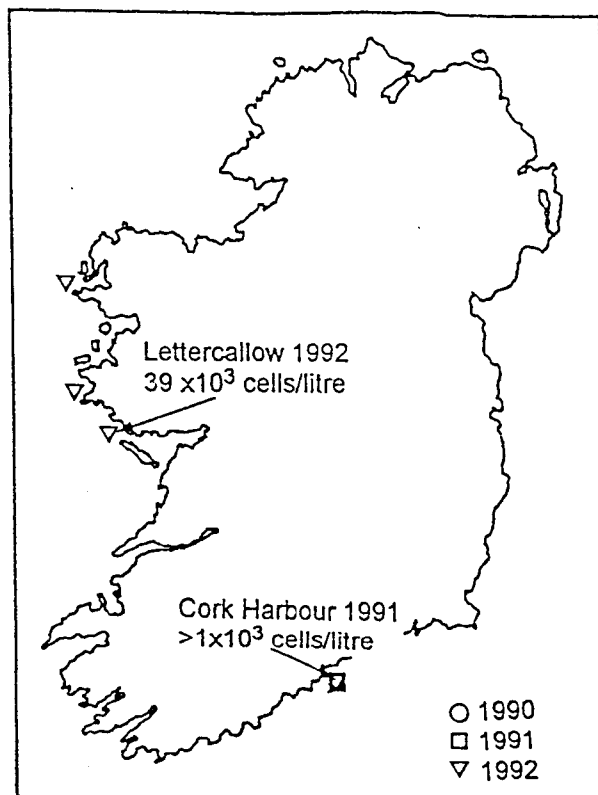 Lettercallow 1992
39 x10³ cells/litre
Cork Harbour 1991
>1x10³ cells/litre
1990
1991
1992